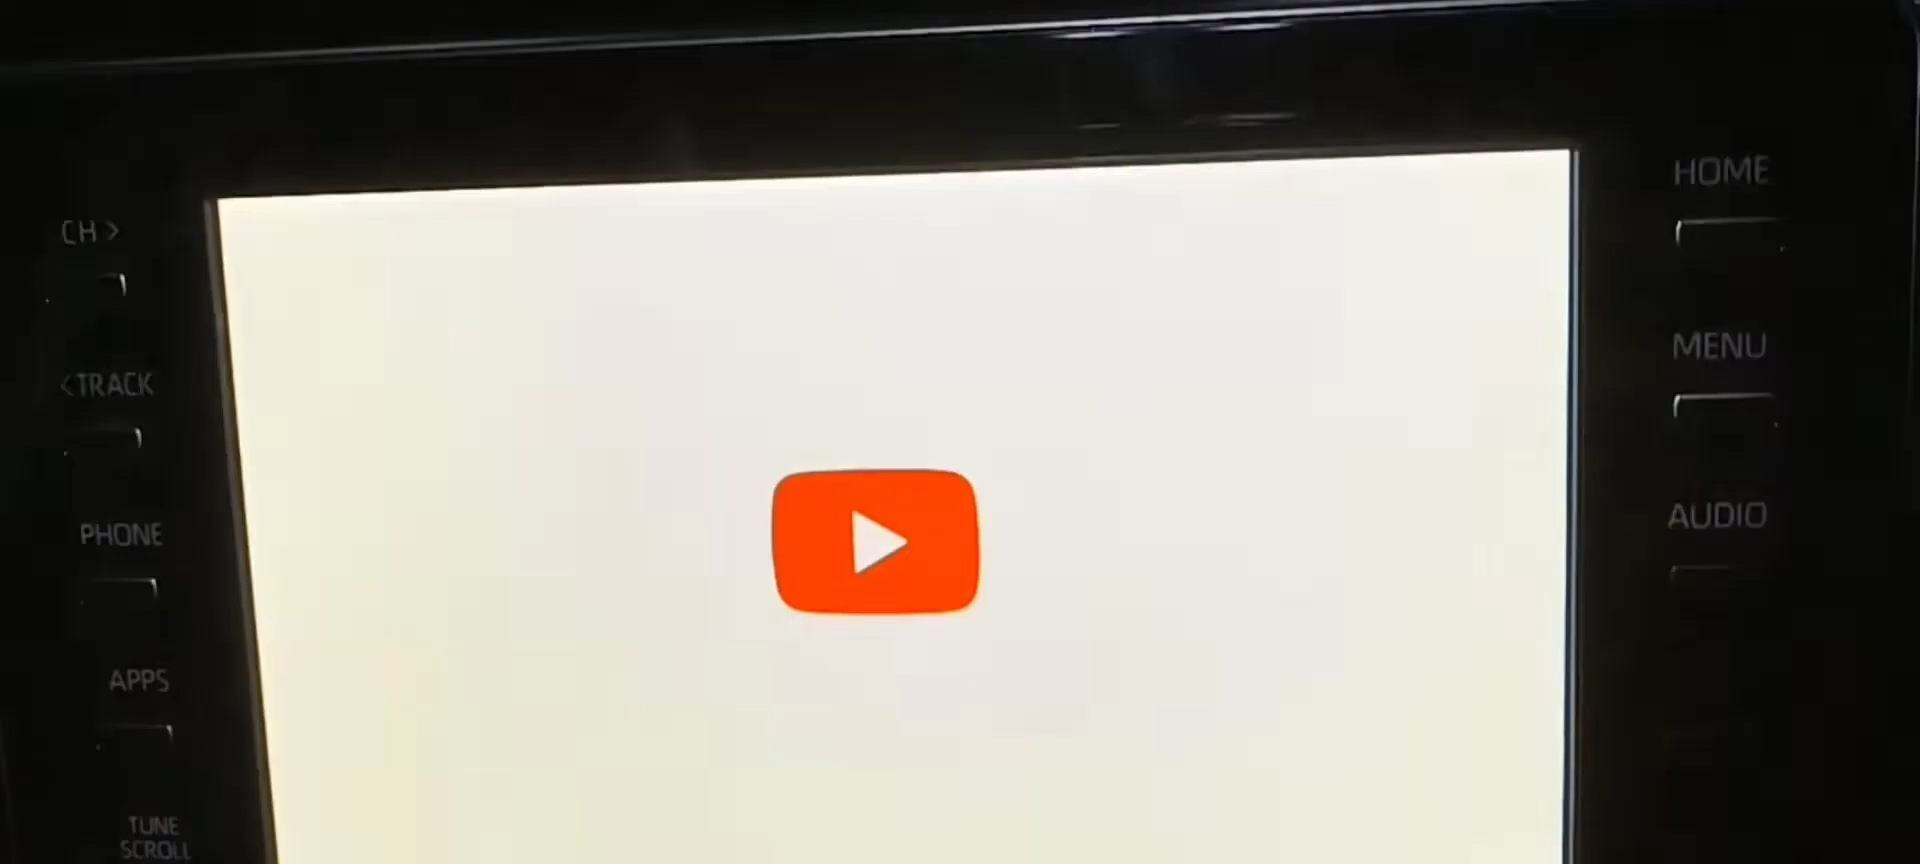 CH >
< TRACK
PHONE
APPS
TUNE
SCROLL
HOME
MENU
AUDIO